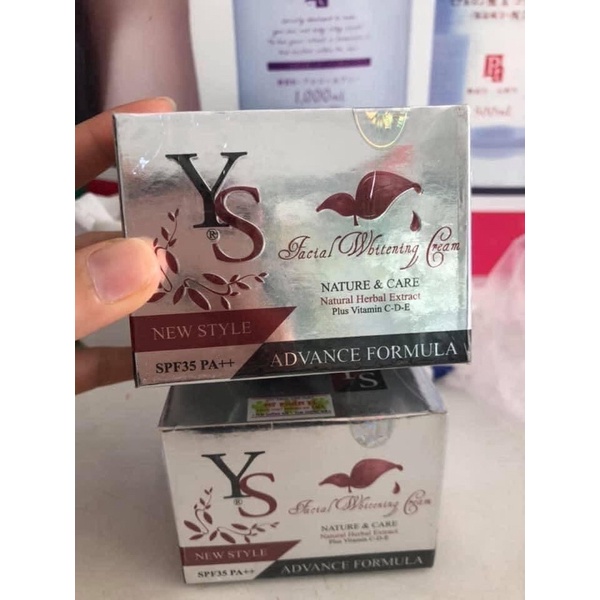 1,000mL
500mL
YS
®
Facial Whitening Cream
NATURE & CARE
Natural Herbal Extract
Plus Vitamin C-D-E
NEW STYLE
SPF35 PA++
ADVANCE FORMULA
YS
®
Facial Whitening Cream
NATURE & CARE
Natural Herbal Extract
Plus Vitamin C-D-E
NEW STYLE
SPF35 PA++
ADVANCE FORMULA